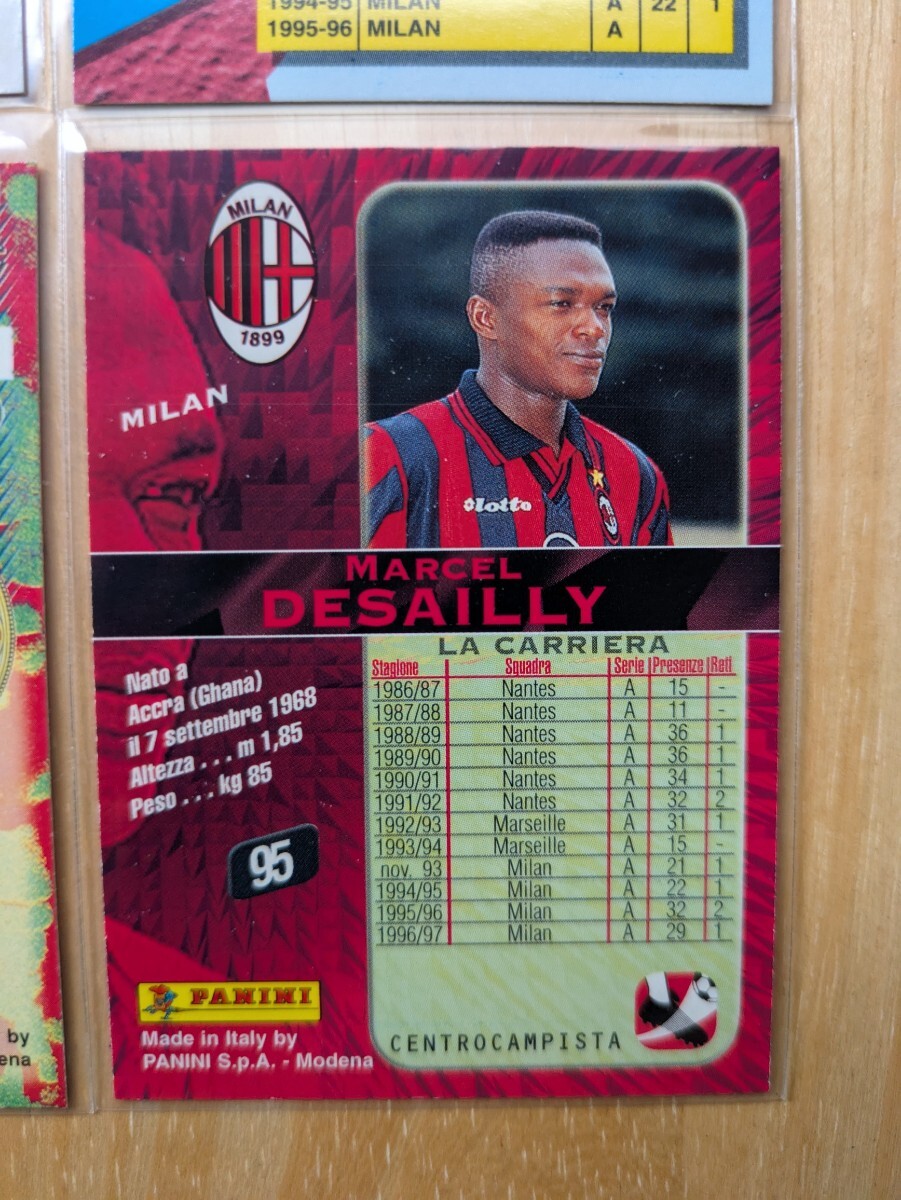 1994-95 MILAN A 22 1
1995-96 MILAN A
MILAN
1899
MILAN
lotto
MARCEL
DESAILLY
LA CARRIERA
Stagione Squadra Serie Presenze Reti
1986/87 Nantes A 15 -
1987/88 Nantes A 11 -
1988/89 Nantes A 36 1
1989/90 Nantes A 36 1
1990/91 Nantes A 34 1
1991/92 Nantes A 32 2
1992/93 Marseille A 31 1
1993/94 Marseille A 15 -
nov, 93 Milan A 21 1
1994/95 Milan A 22 1
1995/96 Milan A 32 2
1996/97 Milan A 29 1
Nato a
Accra (Ghana)
il 7 settembre 1968
Altezza . . . m 1,85
Peso . . . kg 85
95
PANINI
Made in Italy by
PANINI S.p.A. - Modena
CENTROCAMPISTA
by
ena